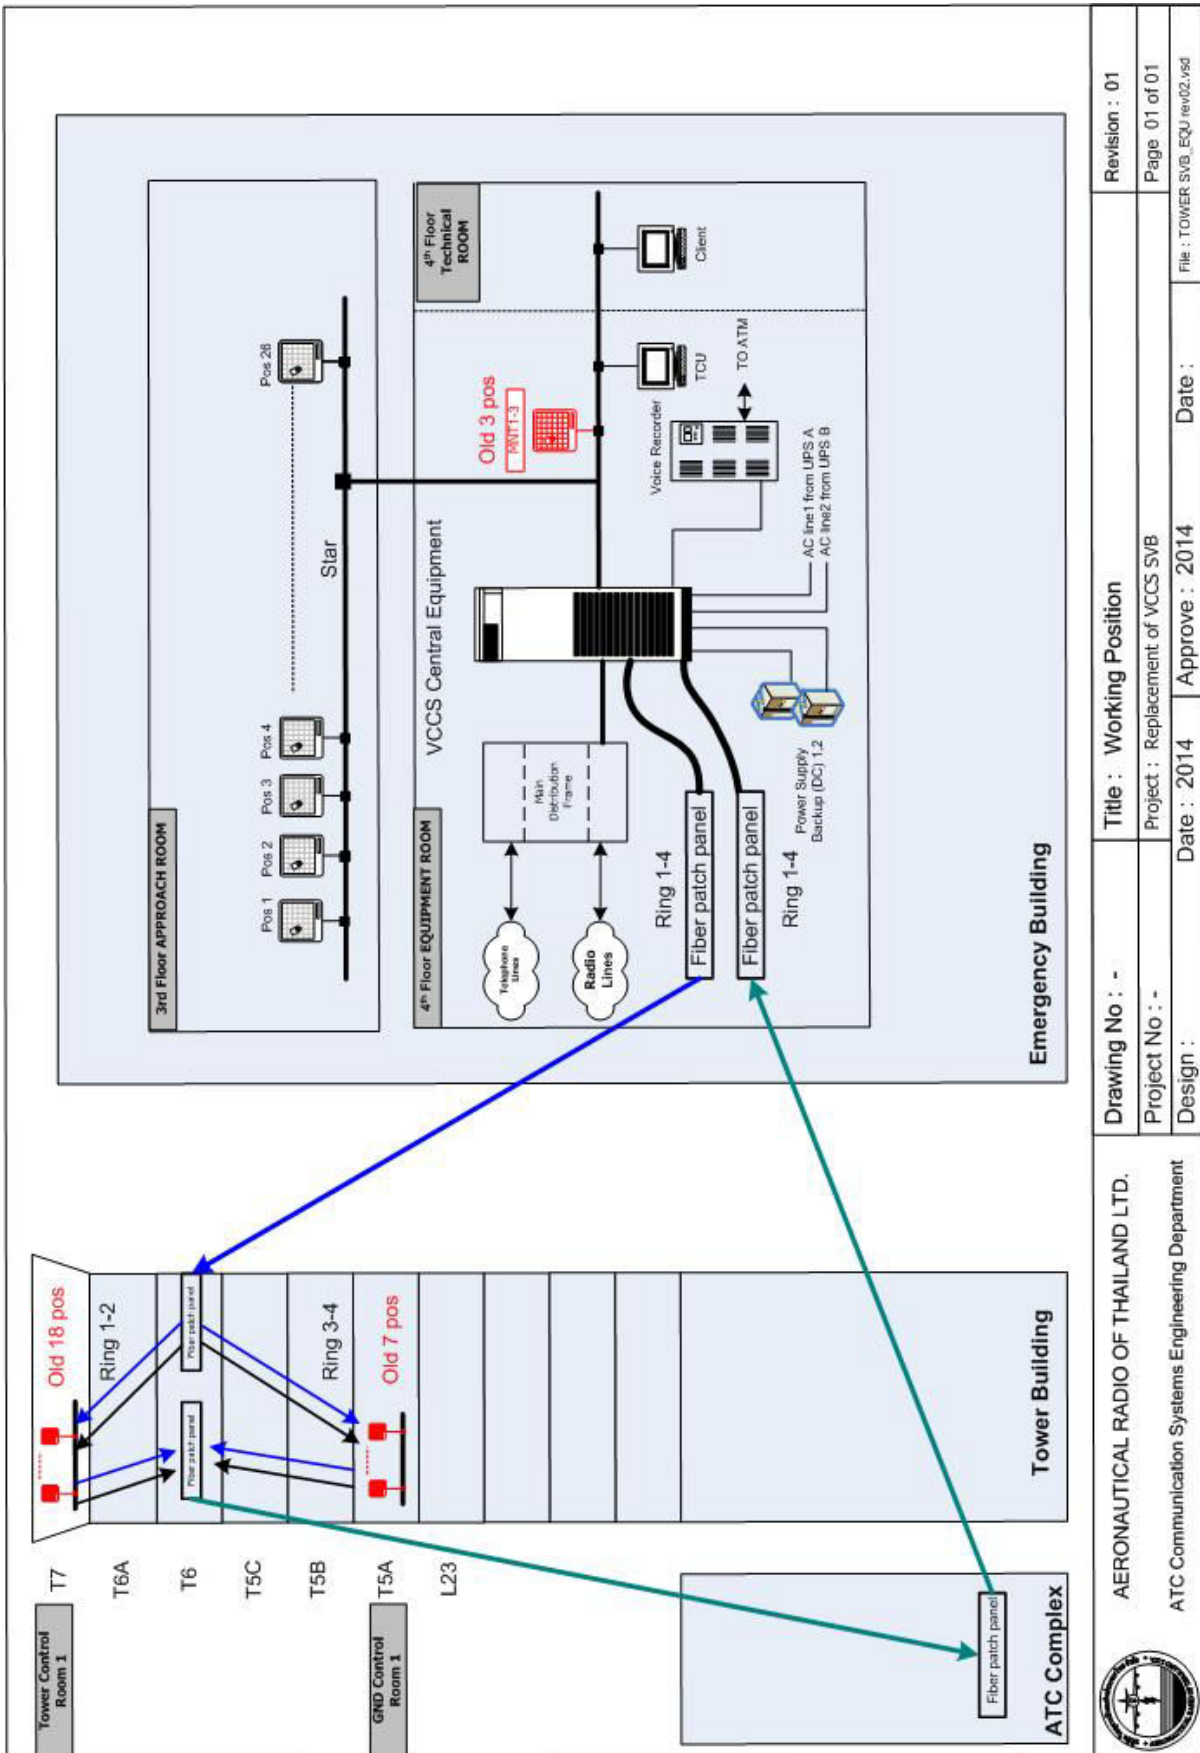 Tower Control
Room 1
T7
T6A
T6
T5C
T5B
GND Control
Room 1
T5A
L23
Old 18 pos
Ring 1-2
Fiber patch panel
Fiber patch panel
Ring 3-4
Old 7 pos
Tower Building
Fiber patch panel
ATC Complex
3rd Floor APPROACH ROOM
Pos 1
Pos 2
Pos 3
Pos 4
Pos 26
Star
4th Floor EQUIPMENT ROOM
VCCS Central Equipment
Old 3 pos
MNT1-3
4th Floor
Technical
ROOM
Telephone
Lines
Radio
Lines
Main
Distribution
Frame
Voice Recorder
TCU
Client
TO ATM
Ring 1-4
Fiber patch panel
Fiber patch panel
Ring 1-4
Power Supply
Backup (DC) 1,2
AC line1 from UPS A
AC line2 from UPS B
Emergency Building
AERONAUTICAL RADIO OF THAILAND LTD.
ATC Communication Systems Engineering Department
Drawing No : -
Title : Working Position
Revision : 01
Project No : -
Project : Replacement of VCCS SVB
Page 01 of 01
Design :
Date : 2014
Approve : 2014
Date :
File : TOWER SVB_EQU rev02.vsd